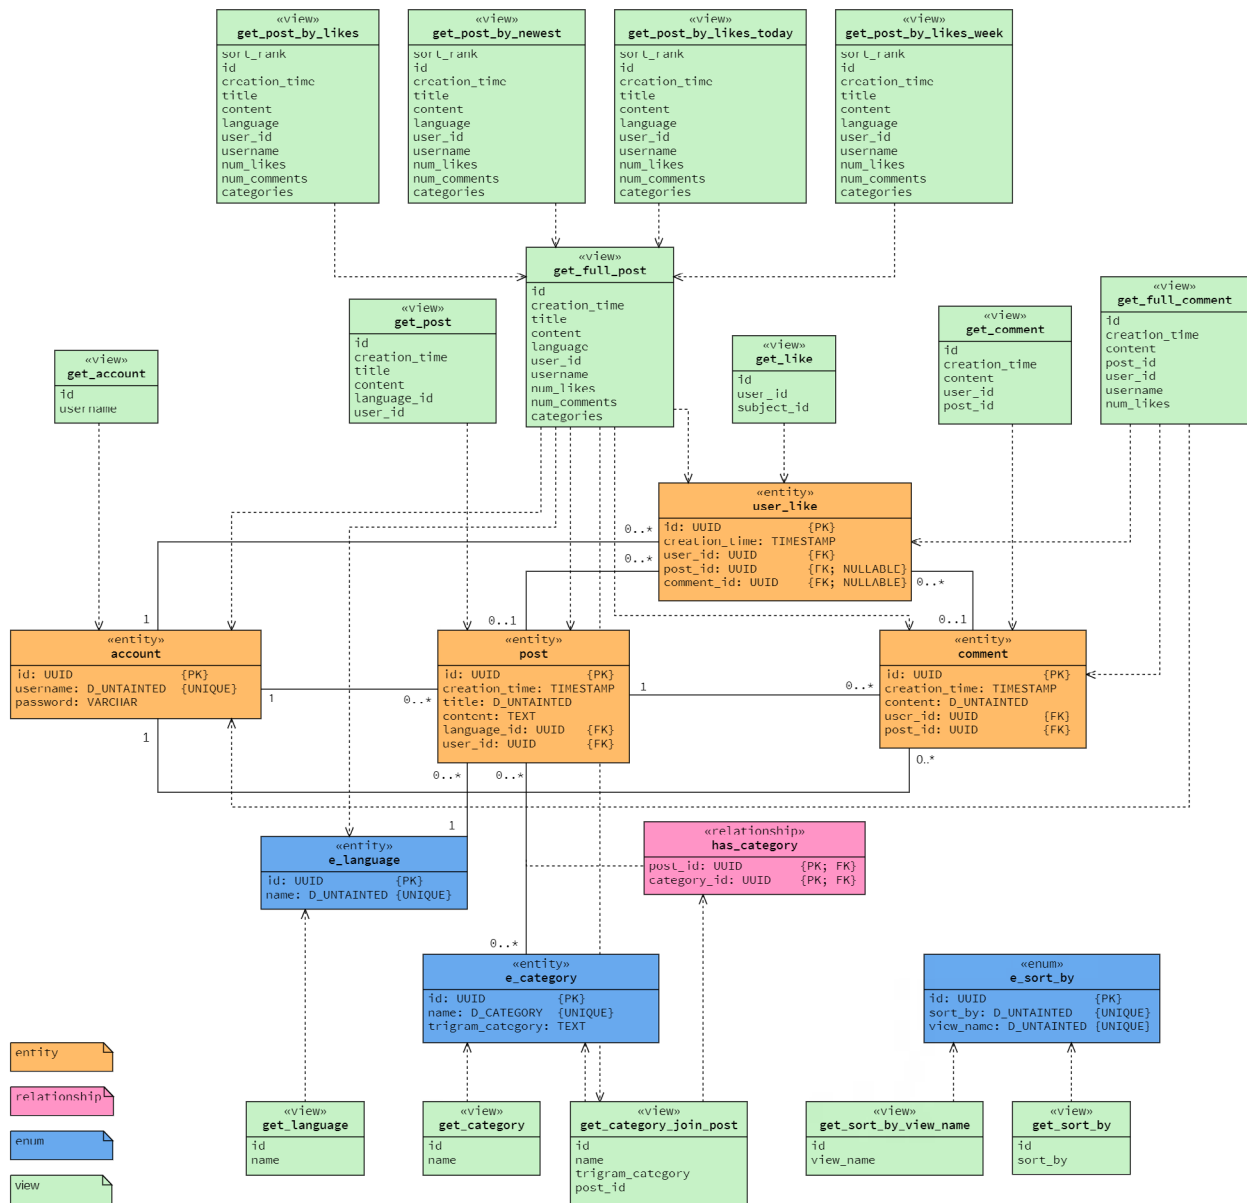 «view»
get_post_by_likes
sort_rank
id
creation_time
title
content
language
user_id
username
num_likes
num_comments
categories
«view»
get_post_by_newest
sort_rank
id
creation_time
title
content
language
user_id
username
num_likes
num_comments
categories
«view»
get_post_by_likes_today
sort_rank
id
creation_time
title
content
language
user_id
username
num_likes
num_comments
categories
«view»
get_post_by_likes_week
sort_rank
id
creation_time
title
content
language
user_id
username
num_likes
num_comments
categories
«view»
get_full_post
id
creation_time
title
content
language
user_id
username
num_likes
num_comments
categories
«view»
get_account
id
username
«view»
get_post
id
creation_time
title
content
language_id
user_id
«view»
get_like
id
user_id
subject_id
«view»
get_comment
id
creation_time
content
user_id
post_id
«view»
get_full_comment
id
creation_time
content
post_id
user_id
username
num_likes
«entity»
user_like
id: UUID {PK}
creation_time: TIMESTAMP
user_id: UUID {FK}
post_id: UUID {FK; NULLABLE}
comment_id: UUID {FK; NULLABLE}
0..*
0..*
0..*
1
0..1
0..1
«entity»
account
id: UUID {PK}
username: D_UNTAINTED {UNIQUE}
password: VARCHAR
«entity»
post
id: UUID {PK}
creation_time: TIMESTAMP
title: D_UNTAINTED
content: TEXT
language_id: UUID {FK}
user_id: UUID {FK}
«entity»
comment
id: UUID {PK}
creation_time: TIMESTAMP
content: D_UNTAINTED
user_id: UUID {FK}
post_id: UUID {FK}
1
0..*
1
0..*
1
0..*
0..*
0..*
1
«entity»
e_language
id: UUID {PK}
name: D_UNTAINTED {UNIQUE}
«relationship»
has_category
post_id: UUID {PK; FK}
category_id: UUID {PK; FK}
0..*
«entity»
e_category
id: UUID {PK}
name: D_CATEGORY {UNIQUE}
trigram_category: TEXT
«enum»
e_sort_by
id: UUID {PK}
sort_by: D_UNTAINTED {UNIQUE}
view_name: D_UNTAINTED {UNIQUE}
entity
relationship
enum
view
«view»
get_language
id
name
«view»
get_category
id
name
«view»
get_category_join_post
id
name
trigram_category
post_id
«view»
get_sort_by_view_name
id
view_name
«view»
get_sort_by
id
sort_by